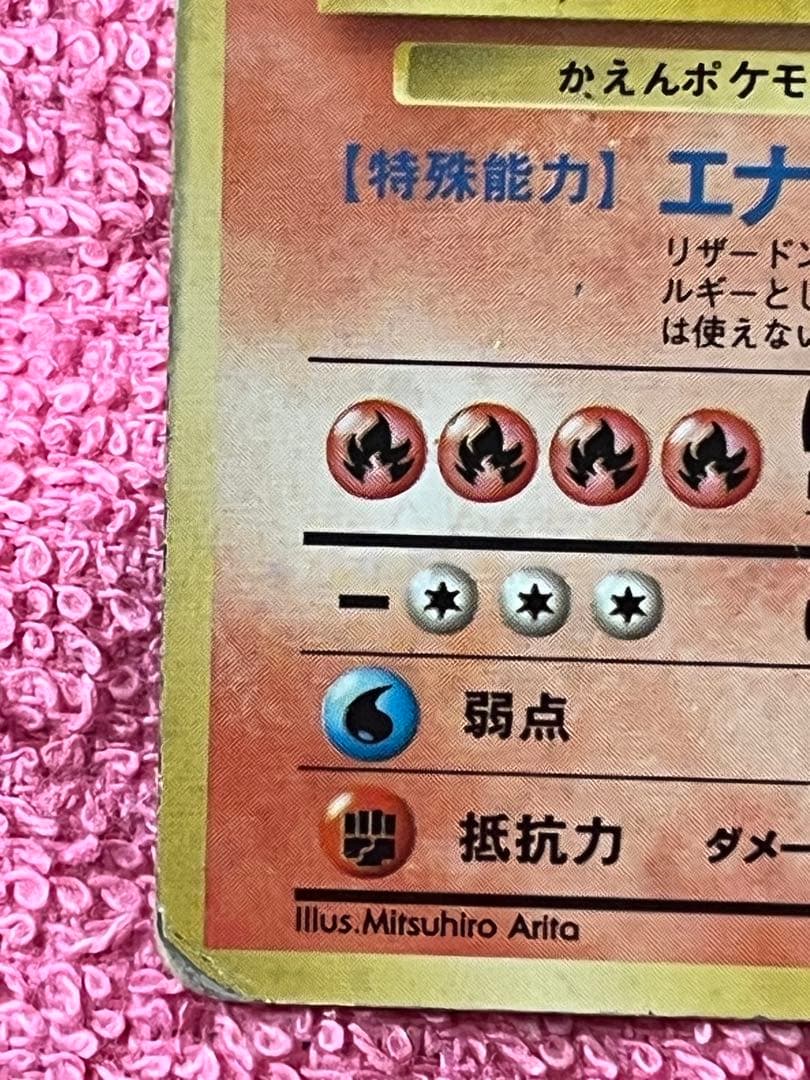 かえんポケモ
【特殊能力】 エナ
リザードン
ルギーとし
は使えない
弱点
抵抗力 ダメー
Illus.Mitsuhiro Arita